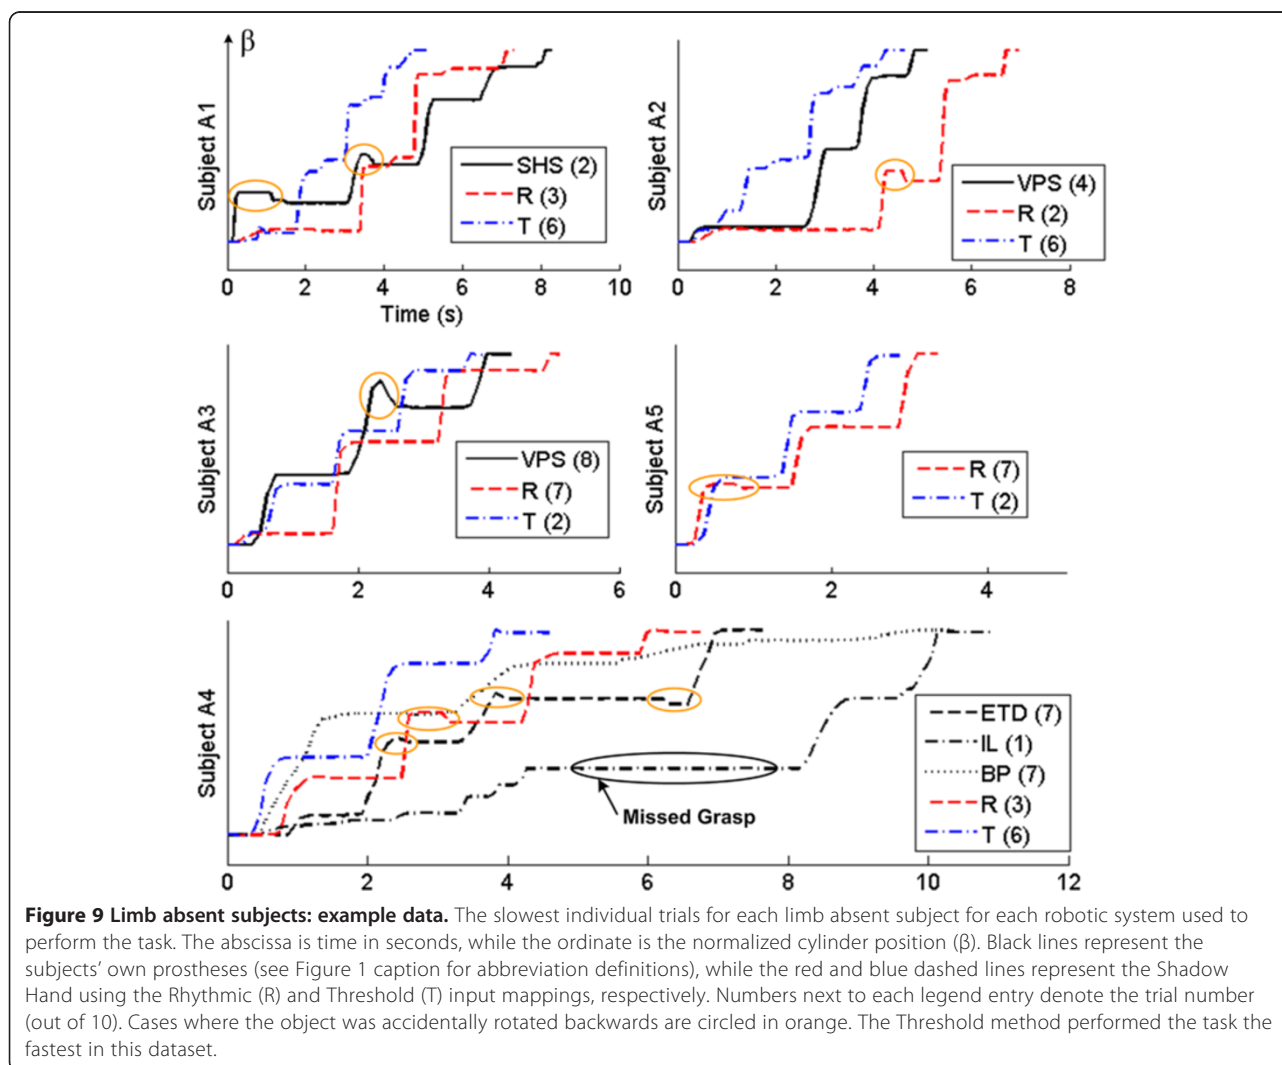 β
Subject A1
SHS (2)
R (3)
T (6)
0 2 4 6 8 10
Time (s)
Subject A2
VPS (4)
R (2)
T (6)
0 2 4 6 8
Subject A3
VPS (8)
R (7)
T (2)
0 2 4 6
Subject A5
R (7)
T (2)
0 2 4
Subject A4
Missed Grasp
ETD (7)
IL (1)
BP (7)
R (3)
T (6)
0 2 4 6 8 10 12
Figure 9 Limb absent subjects: example data. The slowest individual trials for each limb absent subject for each robotic system used to
perform the task. The abscissa is time in seconds, while the ordinate is the normalized cylinder position (β). Black lines represent the
subjects' own prostheses (see Figure 1 caption for abbreviation definitions), while the red and blue dashed lines represent the Shadow
Hand using the Rhythmic (R) and Threshold (T) input mappings, respectively. Numbers next to each legend entry denote the trial number
(out of 10). Cases where the object was accidentally rotated backwards are circled in orange. The Threshold method performed the task the
fastest in this dataset.